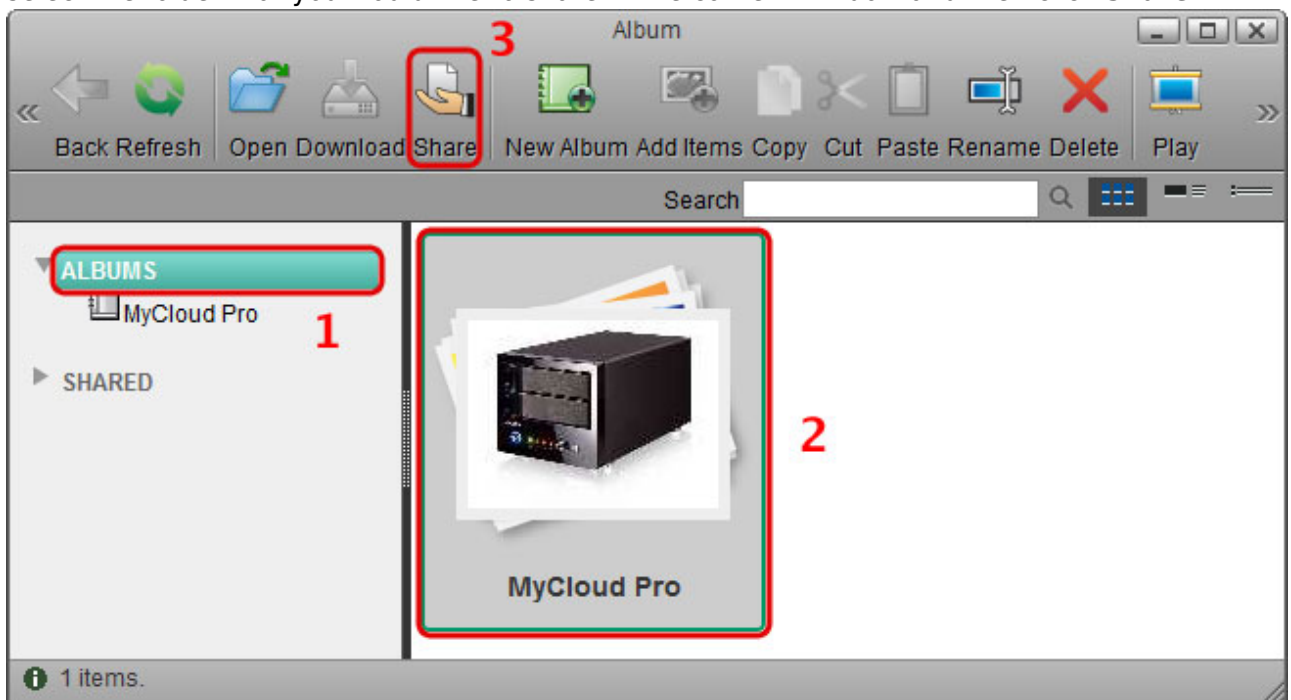 Album
3
Back Refresh Open Download Share New Album Add Items Copy Cut Paste Rename Delete Play
Search
ALBUMS
MyCloud Pro
1
SHARED
2
MyCloud Pro
1 items.